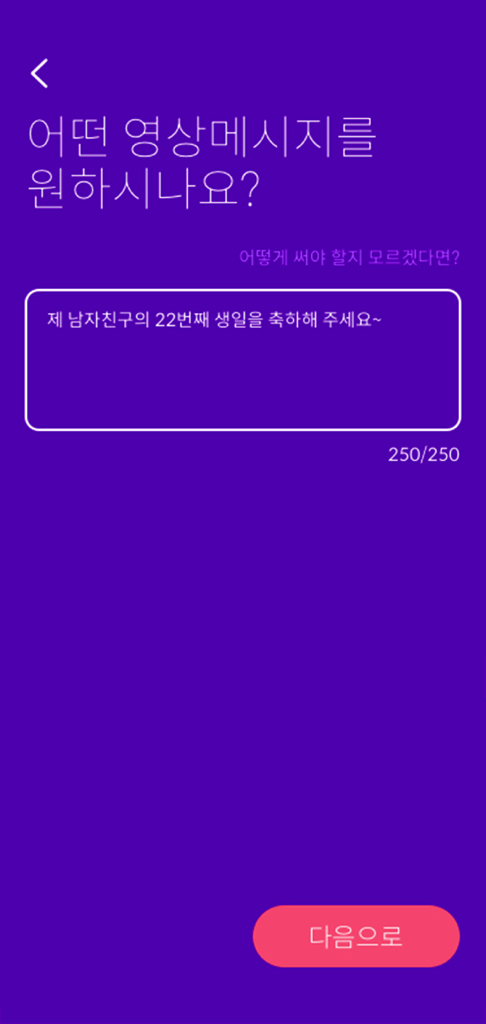 어떤 영상메시지를
원하시나요?
어떻게 써야 할지 모르겠다면?
제 남자친구의 22번째 생일을 축하해 주세요~
250/250
다음으로